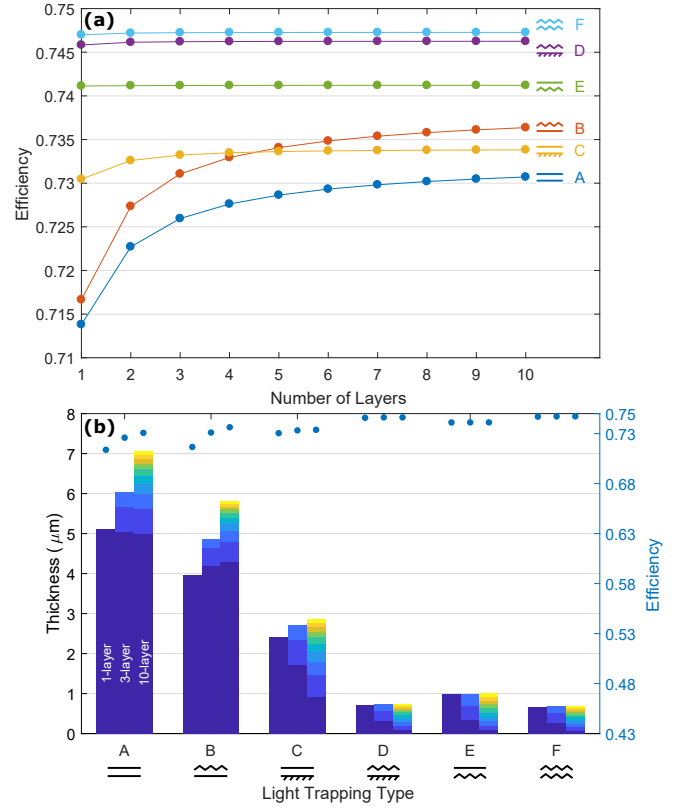 (a)
0.75
0.745
0.74
0.735
0.73
0.725
0.72
0.715
0.71
Efficiency
F
D
E
B
C
A
1 2 3 4 5 6 7 8 9 10
Number of Layers
(b)
8
7
6
5
4
3
2
1
0
Thickness ( μm)
1-layer
3-layer
10-layer
0.75
0.73
0.68
0.63
0.58
0.53
0.48
0.43
Efficiency
A B C D E F
Light Trapping Type